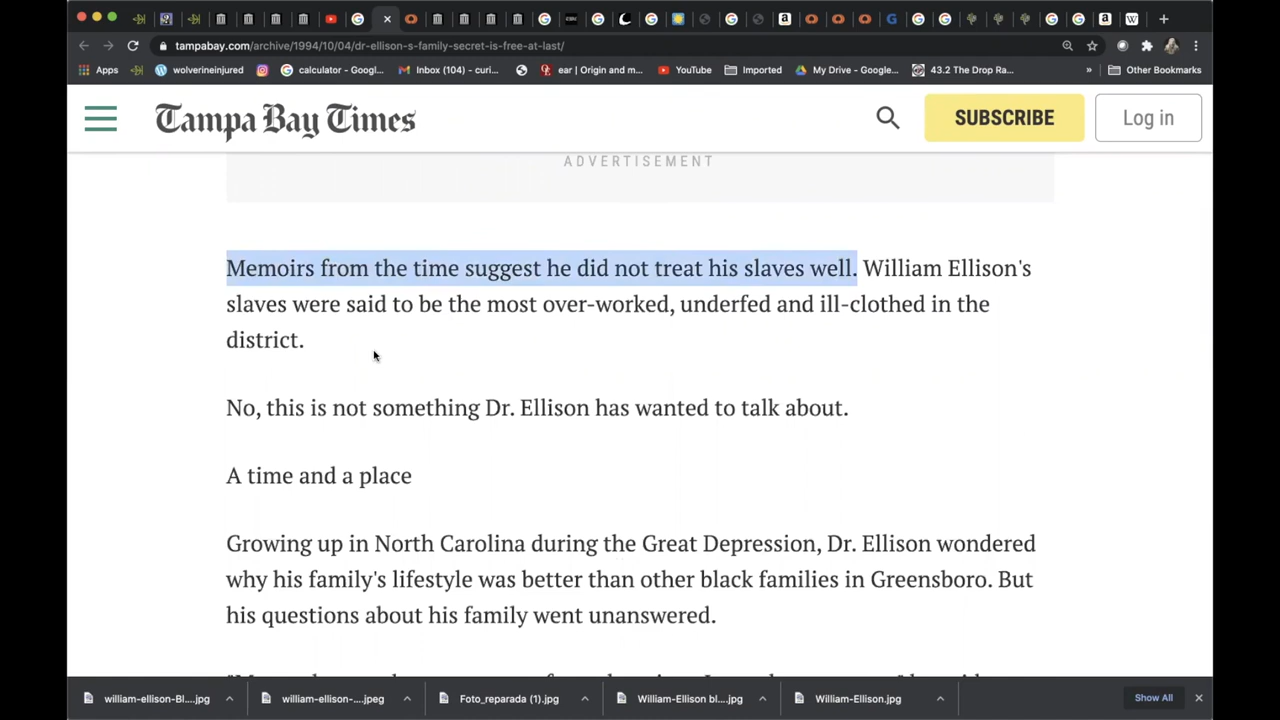 tampabay.com/archive/1994/10/04/dr-ellison-s-family-secret-is-free-at-last/
Apps wolverineinjured calculator - Googl... Inbox (104) - curi... ear | Origin and m... YouTube Imported My Drive - Google... 43.2 The Drop Ra... » Other Bookmarks
Tampa Bay Times SUBSCRIBE Log in
ADVERTISEMENT
Memoirs from the time suggest he did not treat his slaves well. William Ellison's
slaves were said to be the most over-worked, underfed and ill-clothed in the
district.
No, this is not something Dr. Ellison has wanted to talk about.
A time and a place
Growing up in North Carolina during the Great Depression, Dr. Ellison wondered
why his family's lifestyle was better than other black families in Greensboro. But
his questions about his family went unanswered.
william-ellison-Bl....jpg william-ellison-....jpeg Foto_reparada (1).jpg William-Ellison bl....jpg William-Ellison.jpg Show All